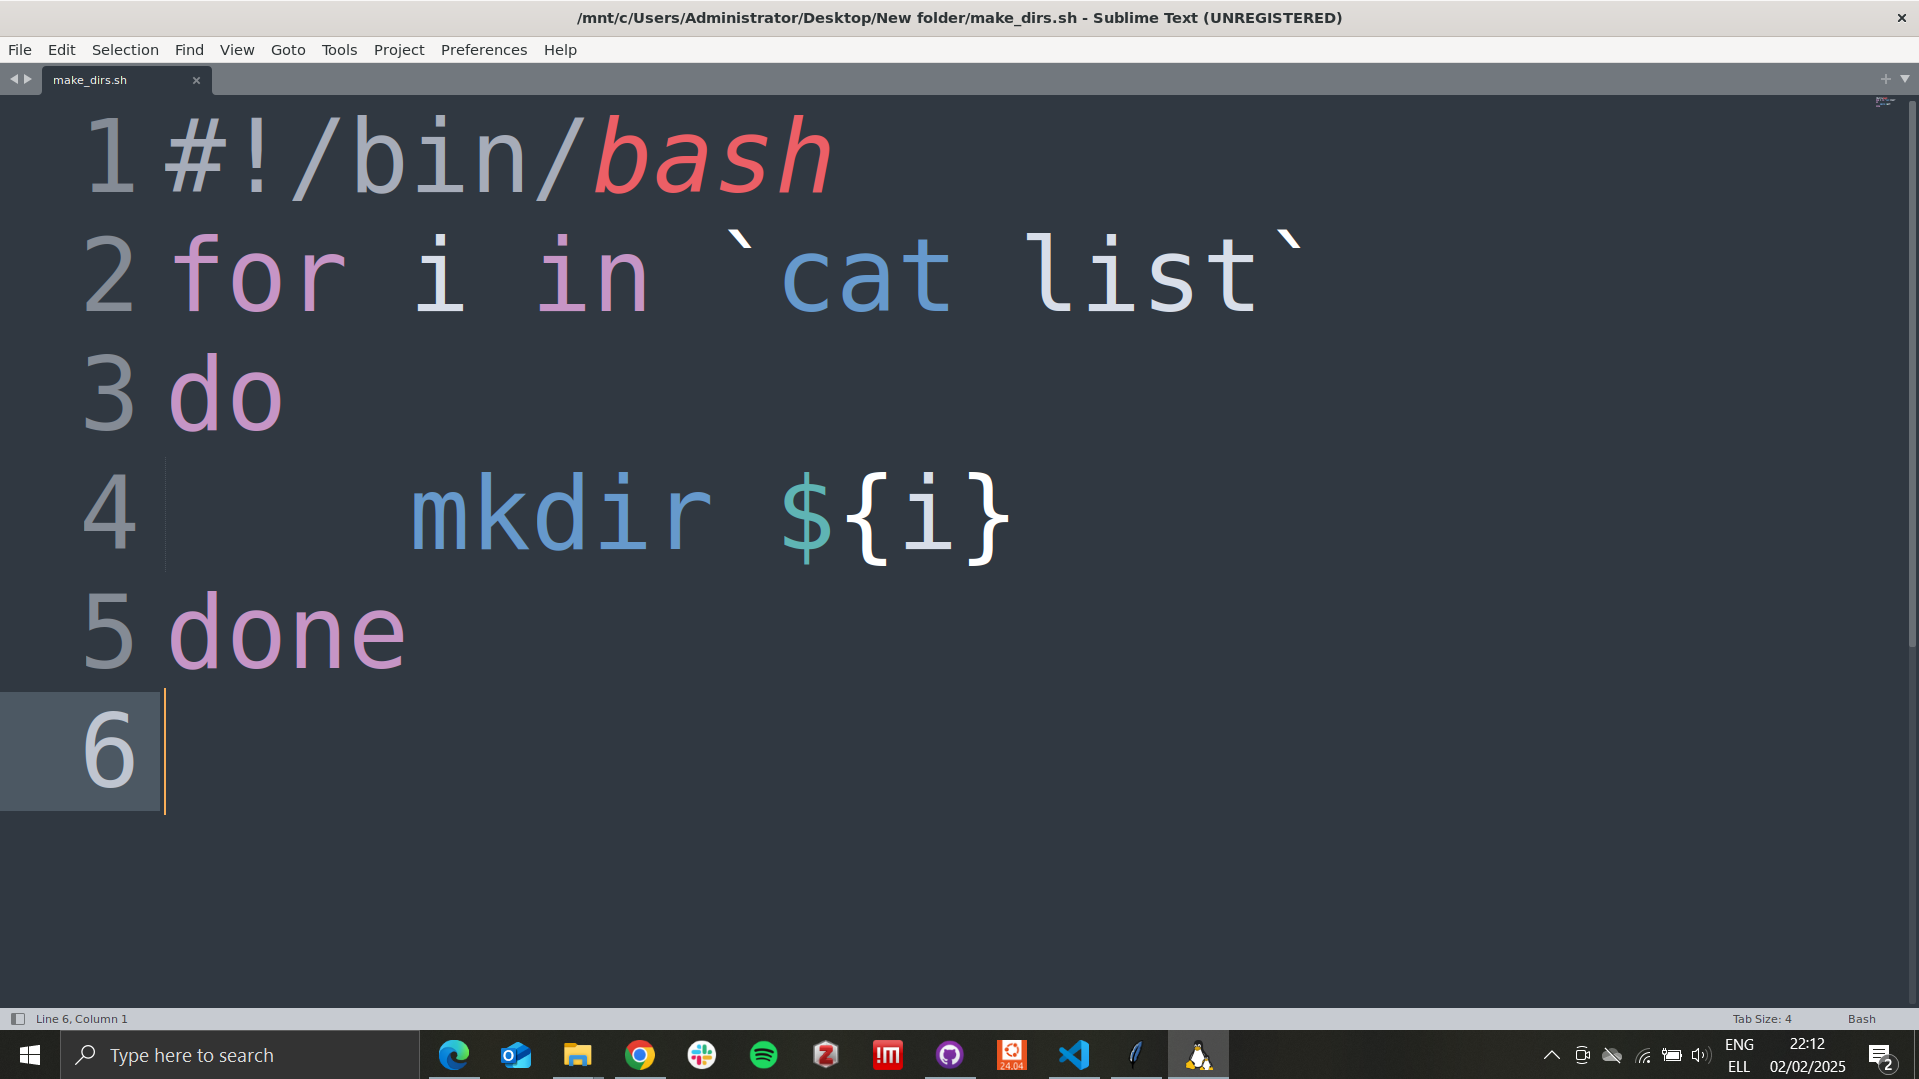 /mnt/c/Users/Administrator/Desktop/New folder/make_dirs.sh - Sublime Text (UNREGISTERED)
File Edit Selection Find View Goto Tools Project Preferences Help
make_dirs.sh
1 #!/bin/bash
2 for i in `cat list`
3 do
4     mkdir ${i}
5 done
6
Line 6, Column 1 Tab Size: 4 Bash
Type here to search
24.04
ENG 22:12
ELL 02/02/2025
2